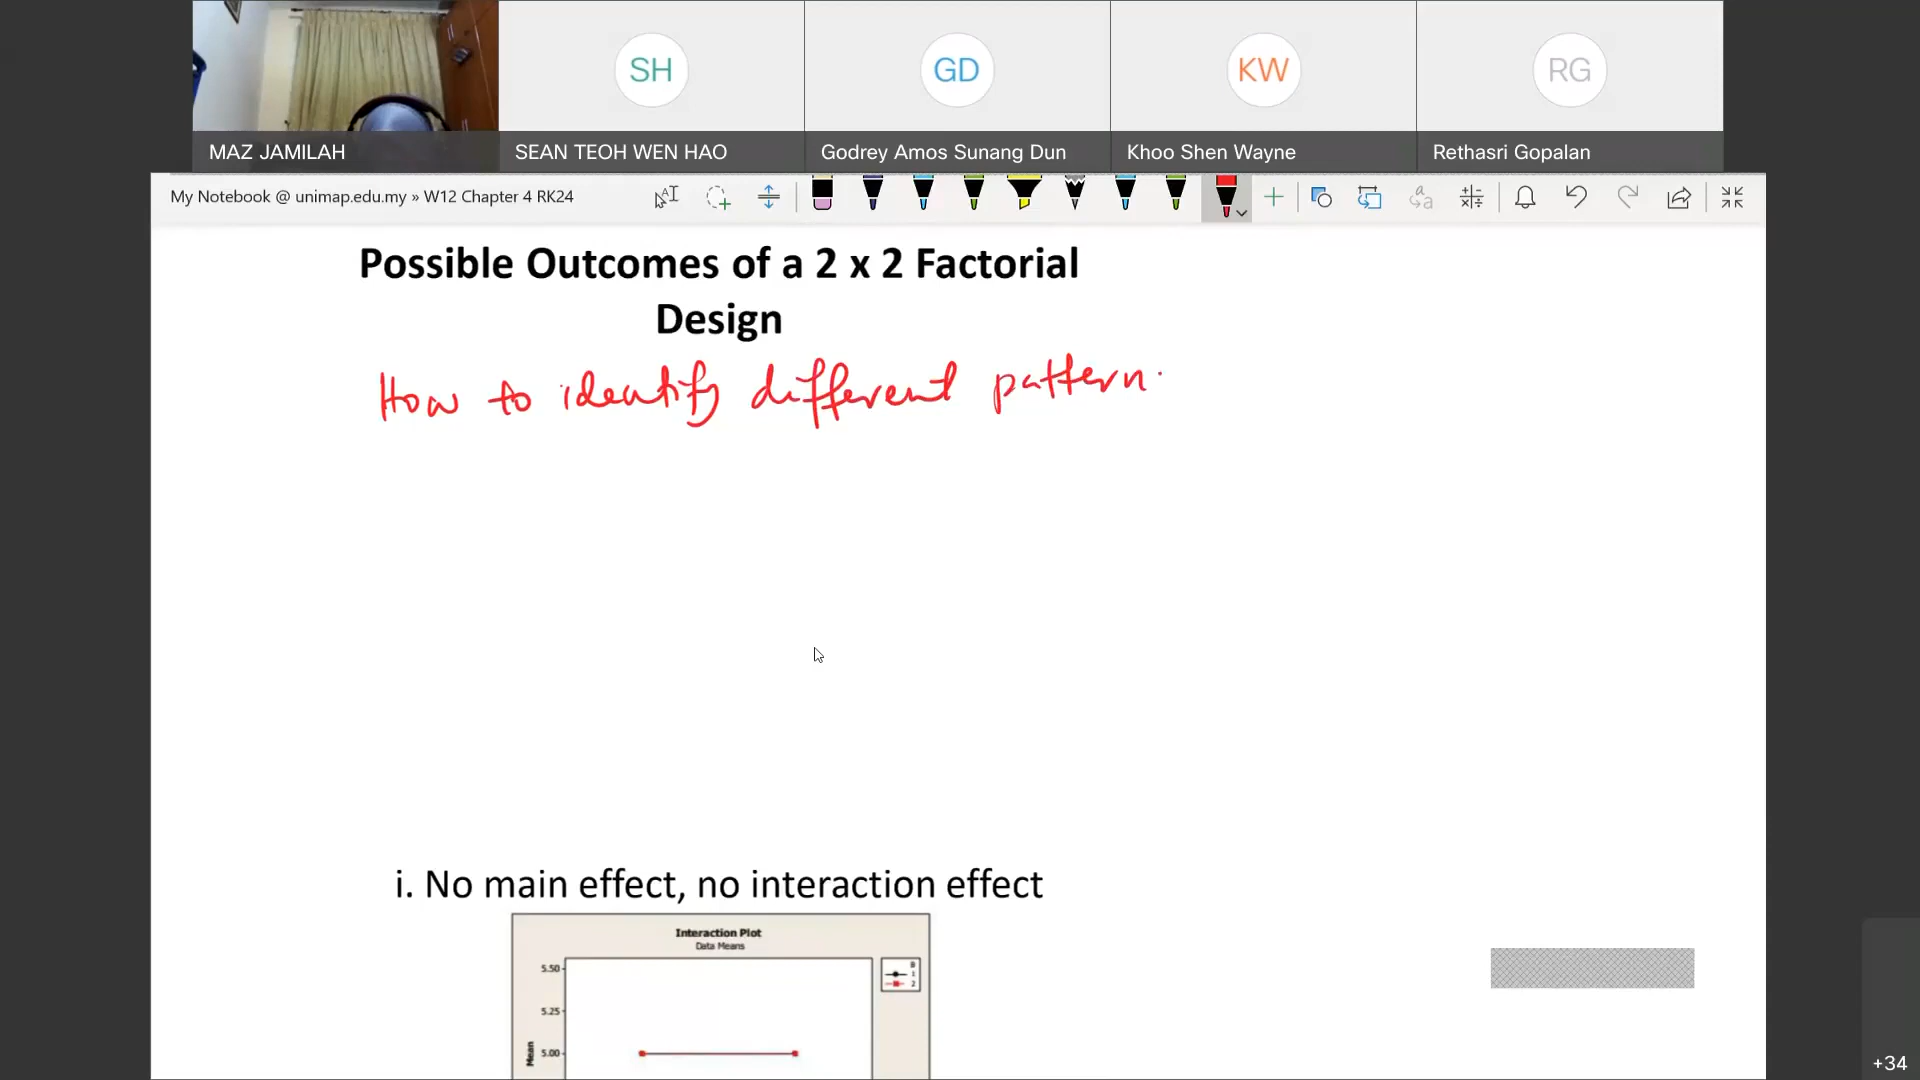 SH
GD
KW
RG
MAZ JAMILAH
SEAN TEOH WEN HAO
Godrey Amos Sunang Dun
Khoo Shen Wayne
Rethasri Gopalan
My Notebook @ unimap.edu.my » W12 Chapter 4 RK24
Possible Outcomes of a 2 x 2 Factorial
Design
How to identify different pattern.
i. No main effect, no interaction effect
Interaction Plot
Data Means
B
1
2
5.50
5.25
5.00
Mean
+34